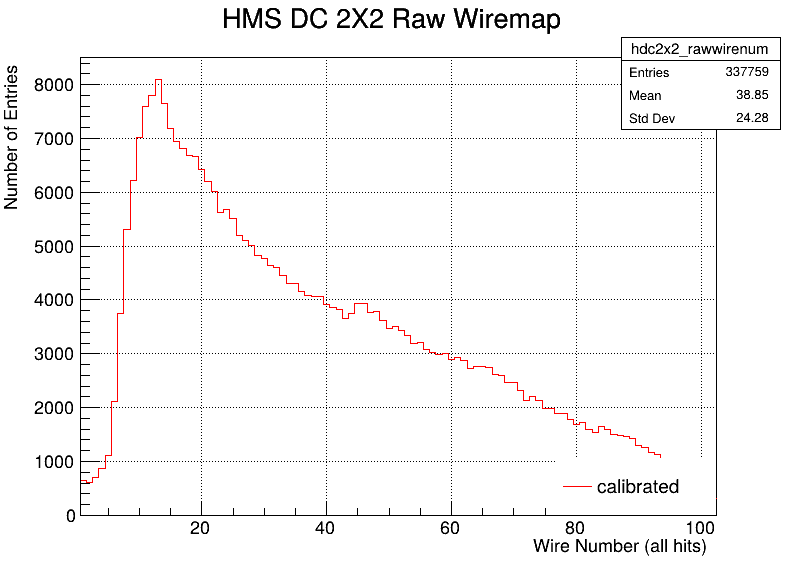 HMS DC 2X2 Raw Wiremap
hdc2x2_rawwirenum
Entries 337759
Mean 38.85
Std Dev 24.28
Number of Entries
8000
7000
6000
5000
4000
3000
2000
1000
0
calibrated
20 40 60 80 100
Wire Number (all hits)